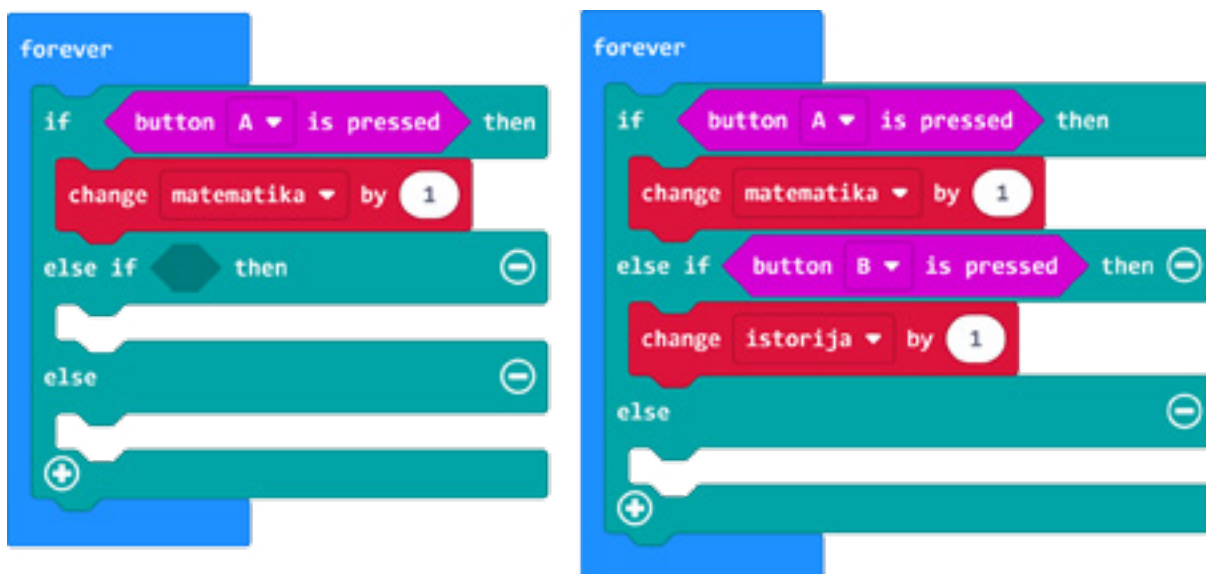 forever
if button A is pressed then
change matematika by 1
else if then
else
forever
if button A is pressed then
change matematika by 1
else if button B is pressed then
change istorija by 1
else